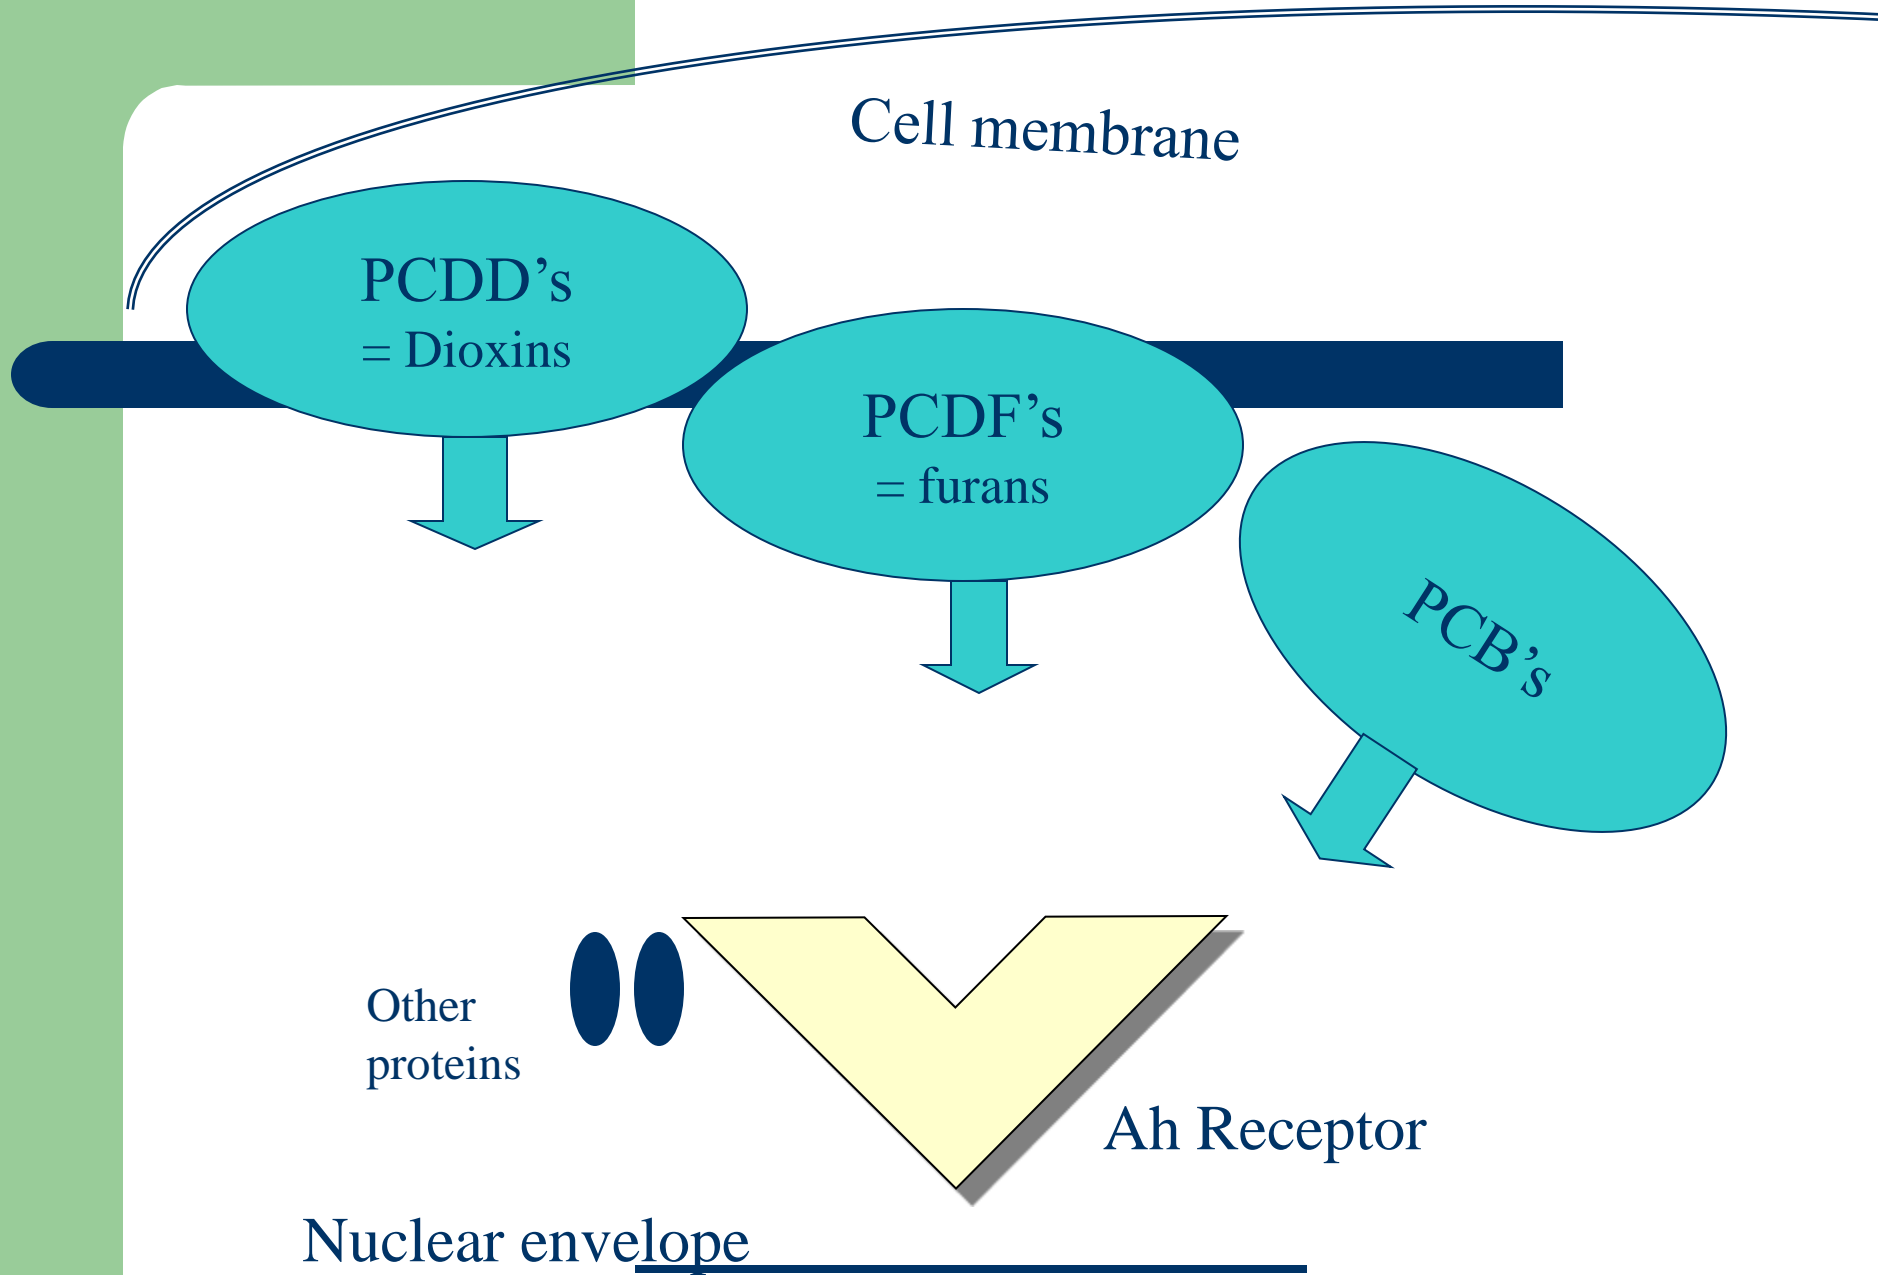 Cell membrane
PCDD’s
= Dioxins
PCDF’s
= furans
PCB’s
Other
proteins
Ah Receptor
Nuclear envelope